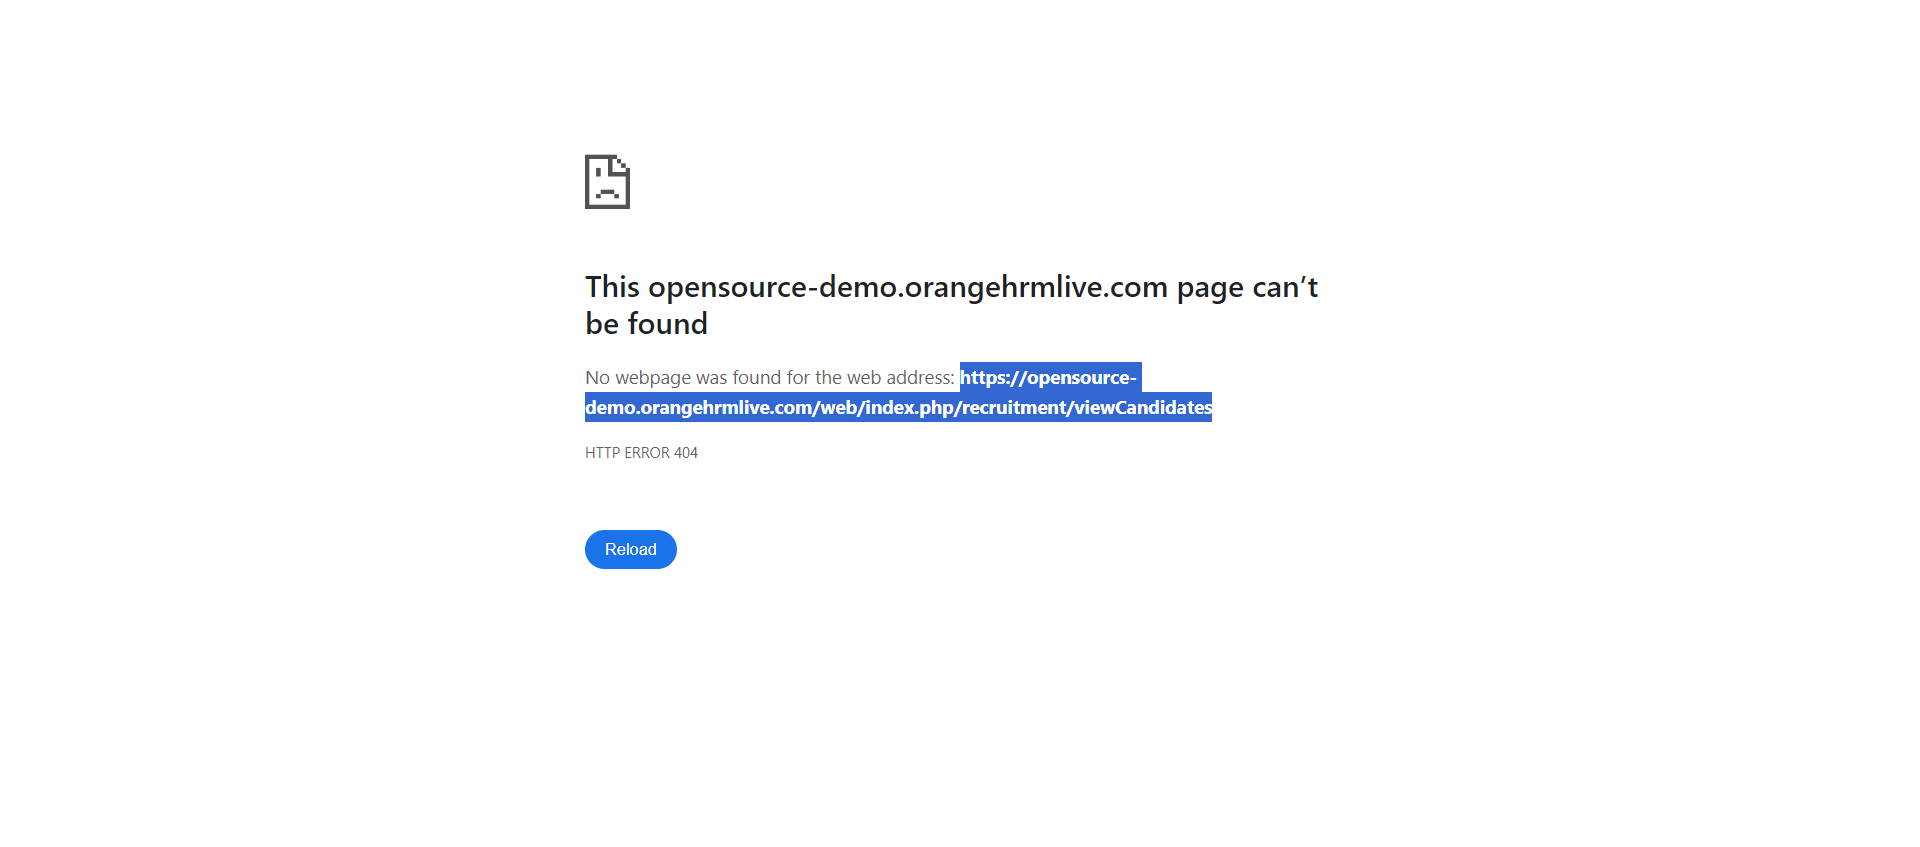 This opensource-demo.orangehrmlive.com page can’t
be found
No webpage was found for the web address: https://opensource-
demo.orangehrmlive.com/web/index.php/recruitment/viewCandidates
HTTP ERROR 404
Reload